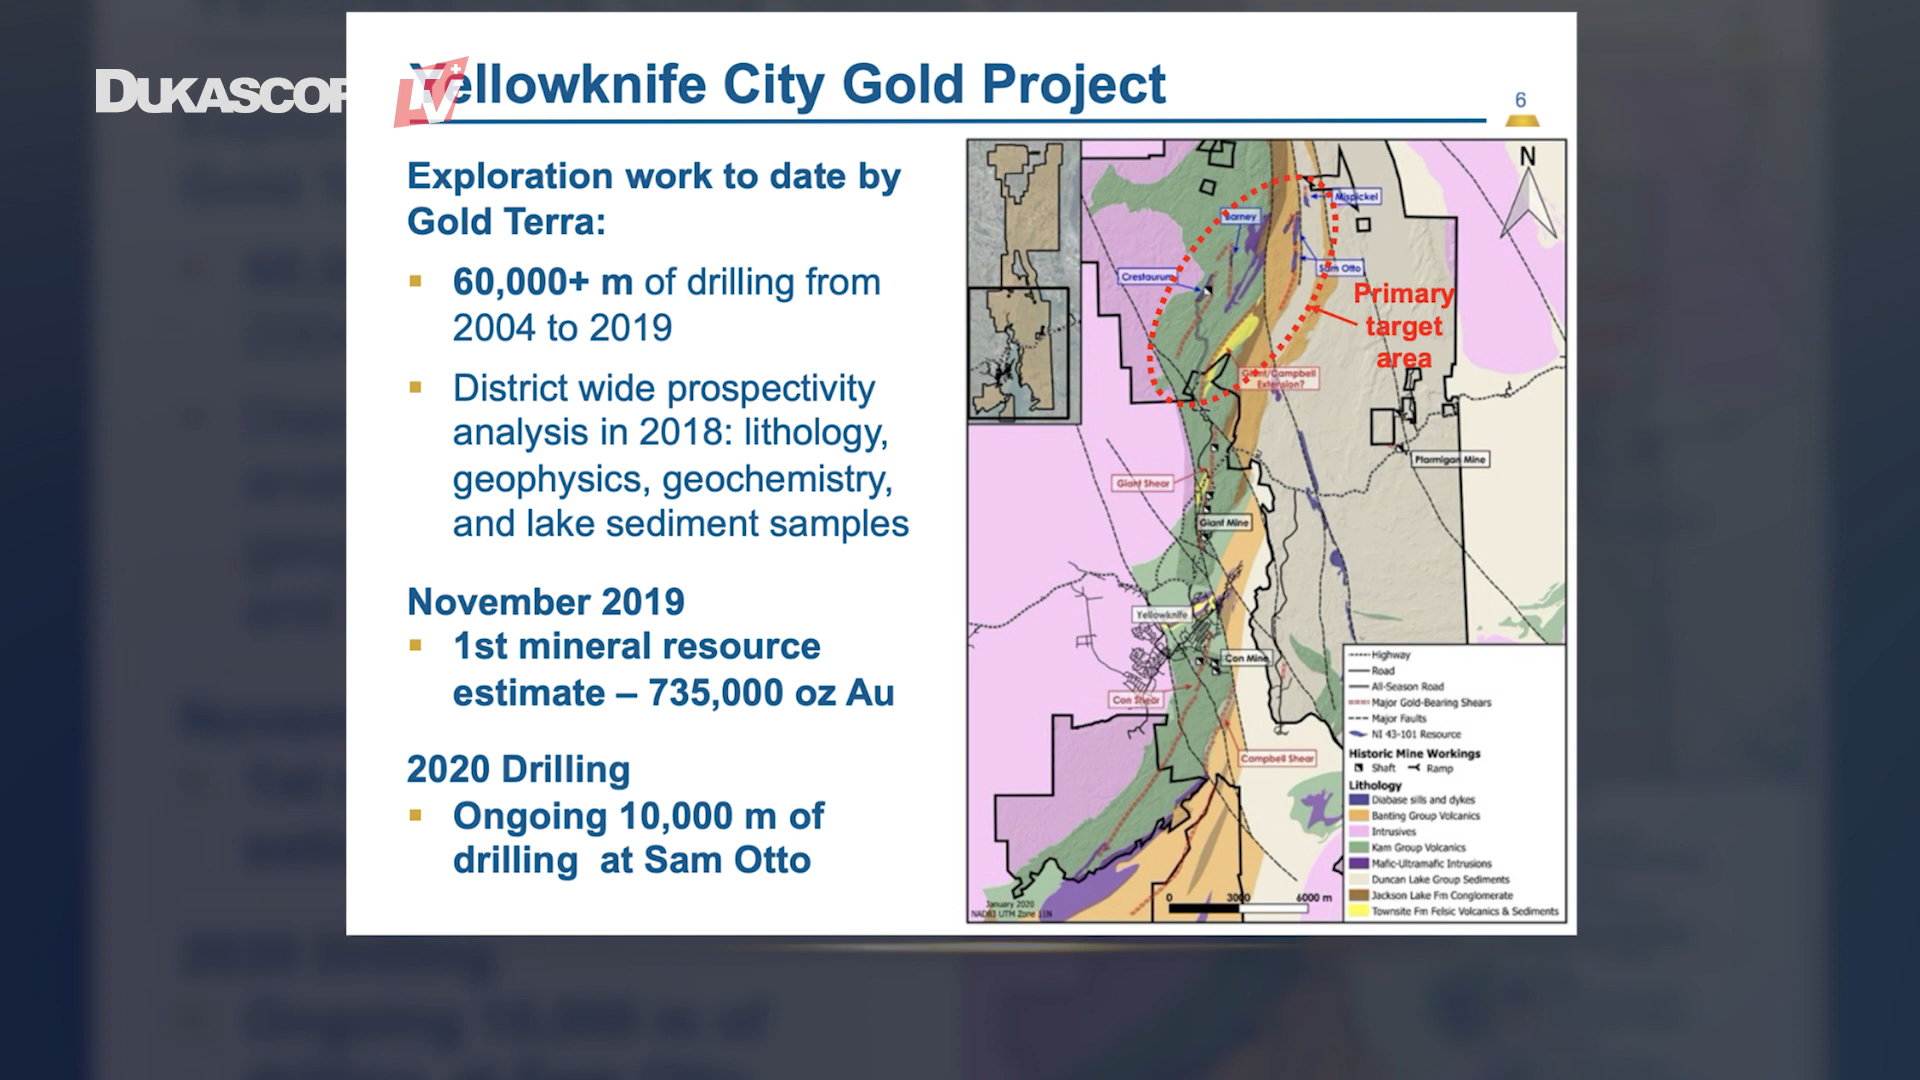 DUKASCOP TV
Yellowknife City Gold Project
6
Exploration work to date by
Gold Terra:
60,000+ m of drilling from
2004 to 2019
District wide prospectivity
analysis in 2018: lithology,
geophysics, geochemistry,
and lake sediment samples
November 2019
1st mineral resource
estimate – 735,000 oz Au
2020 Drilling
Ongoing 10,000 m of
drilling at Sam Otto
N
Mispickel
Barney
Sam Otto
Crestaurum
Primary
target
area
Giant/Campbell
Extension?
Ptarmigan Mine
Giant Shear
Giant Mine
Yellowknife
Con Mine
Con Shear
Campbell Shear
Highway
Road
All-Season Road
Major Gold-Bearing Shears
Major Faults
NI 43-101 Resource
Historic Mine Workings
Shaft
Ramp
Lithology
Diabase sills and dykes
Banting Group Volcanics
Intrusives
Kam Group Volcanics
Mafic-Ultramafic Intrusions
Duncan Lake Group Sediments
Jackson Lake Fm Conglomerate
Townsite Fm Felsic Volcanics & Sediments
0 3000 6000 m
January 2020
NAD83 UTM Zone 11N